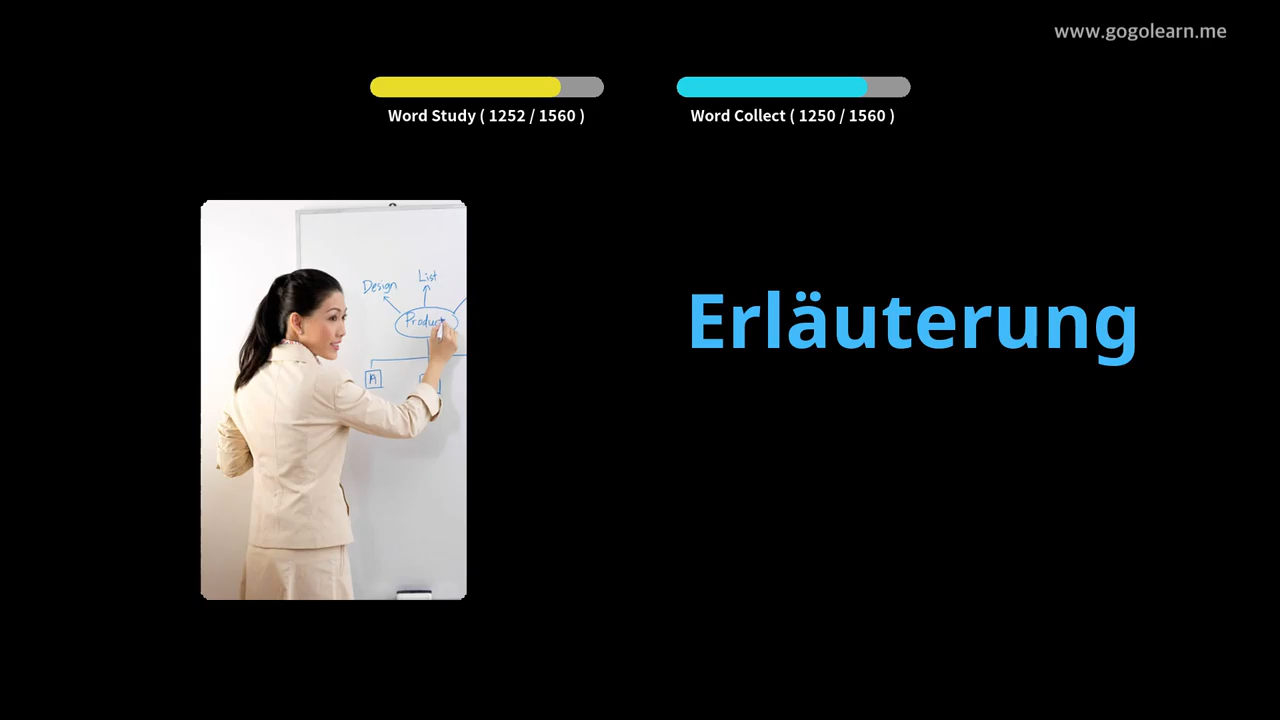 www.gogolearn.me
Word Study ( 1252 / 1560 )
Word Collect ( 1250 / 1560 )
List
Design
Product
A
Erläuterung